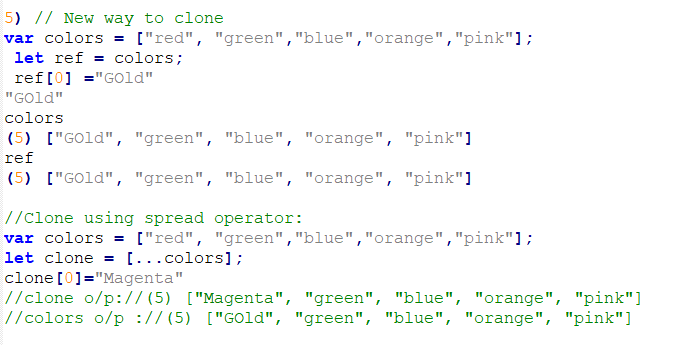 5) // New way to clone
var colors = ["red", "green","blue","orange","pink"];
let ref = colors;
ref[0] ="GOld"
"GOld"
colors
(5) ["GOld", "green", "blue", "orange", "pink"]
ref
(5) ["GOld", "green", "blue", "orange", "pink"]
//Clone using spread operator:
var colors = ["red", "green","blue","orange","pink"];
let clone = [...colors];
clone[0]="Magenta"
//clone o/p://(5) ["Magenta", "green", "blue", "orange", "pink"]
//colors o/p ://(5) ["GOld", "green", "blue", "orange", "pink"]